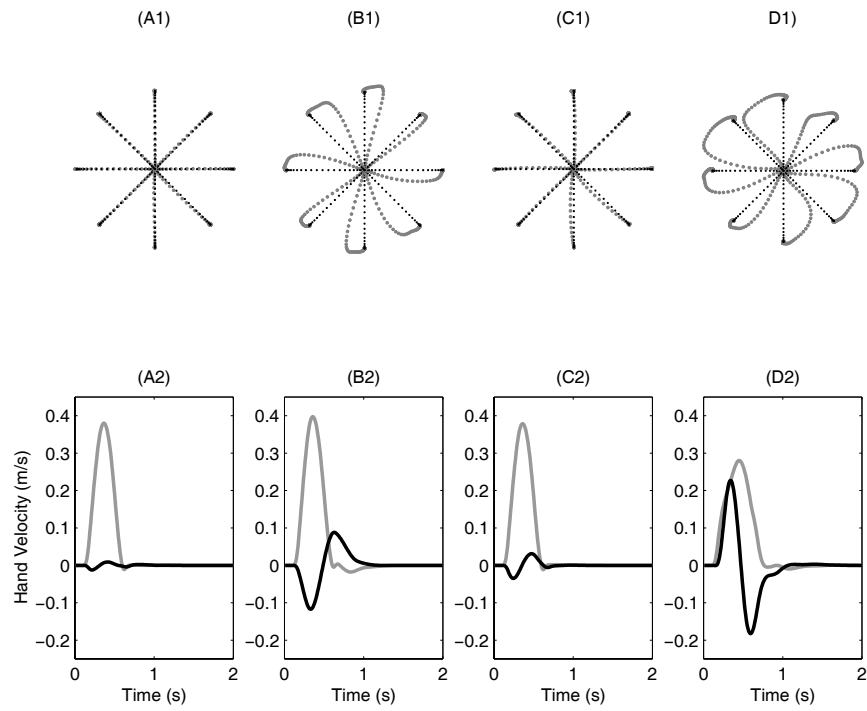 (A1) (B1) (C1) D1)
(A2) (B2) (C2) (D2)
Hand Velocity (m/s)
0.4 0.4 0.4 0.4
0.3 0.3 0.3 0.3
0.2 0.2 0.2 0.2
0.1 0.1 0.1 0.1
0 0 0 0
−0.1 −0.1 −0.1 −0.1
−0.2 −0.2 −0.2 −0.2
0 1 2 0 1 2 0 1 2 0 1 2
Time (s) Time (s) Time (s) Time (s)